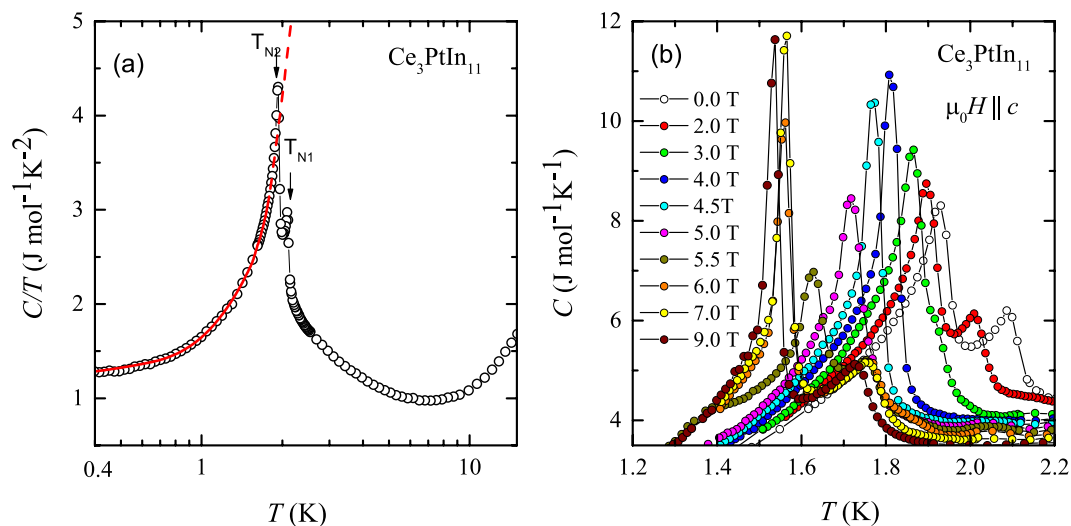 (a)
T_N2
Ce₃PtIn₁₁
T_N1
5
4
3
2
1
C/T (J mol⁻¹K⁻²)
0.4
1
10
T (K)
(b)
Ce₃PtIn₁₁
μ₀H || c
0.0 T
2.0 T
3.0 T
4.0 T
4.5T
5.0 T
5.5 T
6.0 T
7.0 T
9.0 T
12
10
8
6
4
C (J mol⁻¹K⁻¹)
1.2
1.4
1.6
1.8
2.0
2.2
T (K)